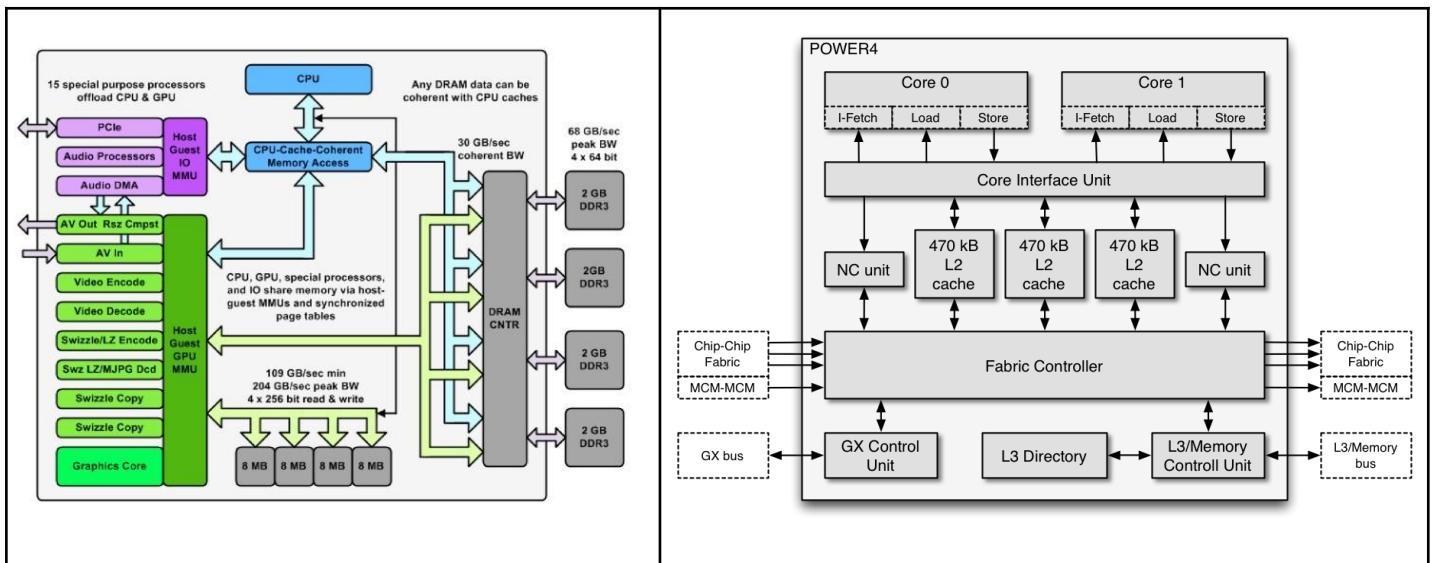 15 special purpose processors
offload CPU & GPU
CPU
Any DRAM data can be
coherent with CPU caches
PCIe
Audio Processors
Audio DMA
Host
Guest
IO
MMU
CPU-Cache-Coherent
Memory Access
30 GB/sec
coherent BW
68 GB/sec
peak BW
4 x 64 bit
AV Out Rsz Cmpst
AV In
Video Encode
Video Decode
Swizzle/LZ Encode
Swz LZ/MJPG Dcd
Swizzle Copy
Swizzle Copy
Graphics Core
Host
Guest
GPU
MMU
CPU, GPU, special processors,
and IO share memory via host-
guest MMUs and synchronized
page tables
109 GB/sec min
204 GB/sec peak BW
4 x 256 bit read & write
8 MB
8 MB
8 MB
8 MB
DRAM
CNTR
2 GB
DDR3
2GB
DDR3
2 GB
DDR3
2 GB
DDR3
POWER4
Core 0
I-Fetch
Load
Store
Core 1
I-Fetch
Load
Store
Core Interface Unit
NC unit
470 kB
L2
cache
470 kB
L2
cache
470 kB
L2
cache
NC unit
Chip-Chip
Fabric
MCM-MCM
Fabric Controller
Chip-Chip
Fabric
MCM-MCM
GX bus
GX Control
Unit
L3 Directory
L3/Memory
Controll Unit
L3/Memory
bus